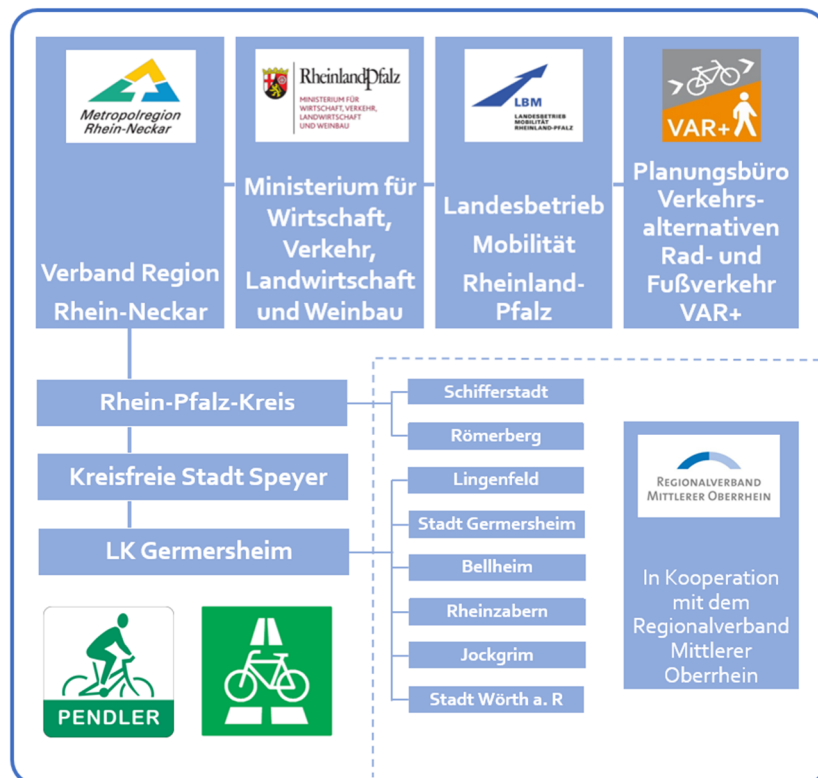 Metropolregion
Rhein-Neckar
Verband Region
Rhein-Neckar
RheinlandPfalz
MINISTERIUM FÜR
WIRTSCHAFT, VERKEHR,
LANDWIRTSCHAFT
UND WEINBAU
Ministerium für
Wirtschaft,
Verkehr,
Landwirtschaft
und Weinbau
LBM
LANDESBETRIEB
MOBILITÄT
RHEINLAND-PFALZ
Landesbetrieb
Mobilität
Rheinland-
Pfalz
VAR+
Planungsbüro
Verkehrs-
alternativen
Rad- und
Fußverkehr
VAR+
Rhein-Pfalz-Kreis
Kreisfreie Stadt Speyer
LK Germersheim
Schifferstadt
Römerberg
Lingenfeld
Stadt Germersheim
Bellheim
Rheinzabern
Jockgrim
Stadt Wörth a. R
REGIONALVERBAND
MITTLERER OBERRHEIN
In Kooperation
mit dem
Regionalverband
Mittlerer
Oberrhein
PENDLER